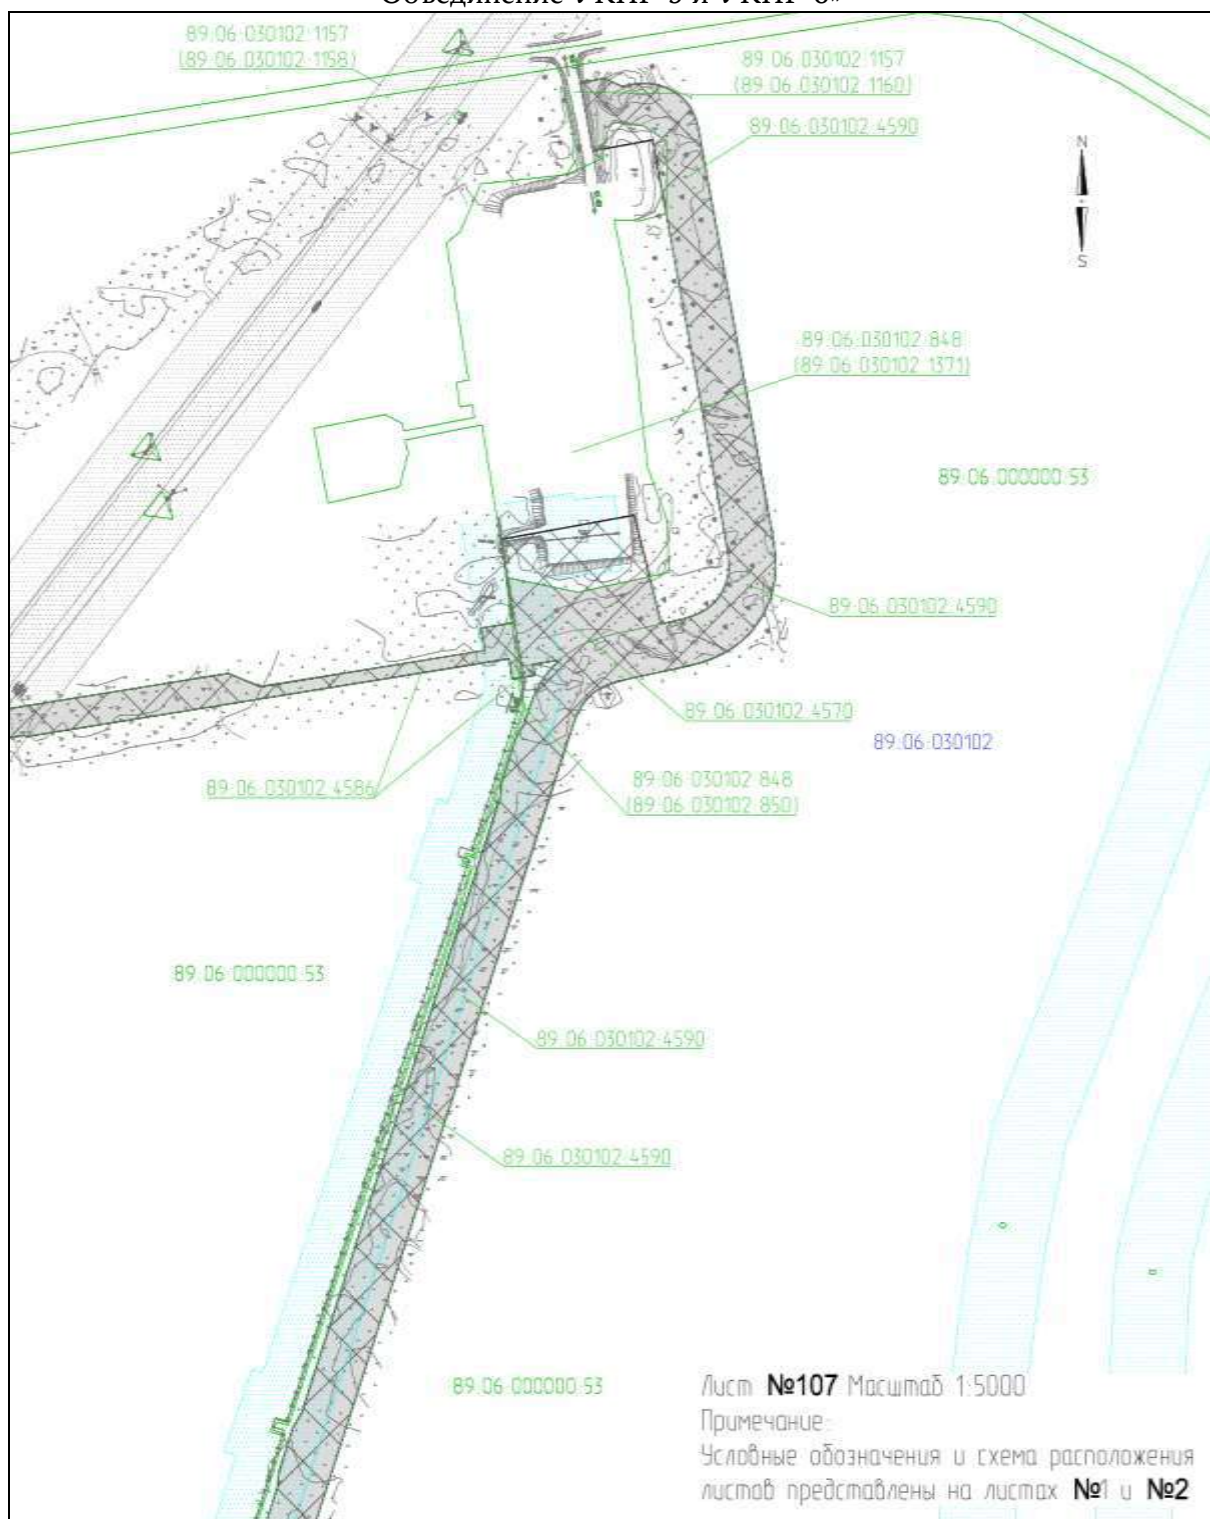 Объединение УКПГ-5 и УКПГ-6»
89:06:030102:1157
(89:06:030102:1158)
89:06:030102:1157
(89:06:030102:1160)
89:06:030102:4590
N
S
89:06:030102:848
(89:06:030102:1371)
89:06:000000:53
89:06:030102:4590
89:06:030102:4570
89:06:030102
89:06:030102:4586
89:06:030102:848
(89:06:030102:850)
89:06:000000:53
89:06:030102:4590
89:06:030102:4590
89:06:000000:53
Лист №107 Масштаб 1:5000
Примечание:
Условные обозначения и схема расположения
листов представлены на листах №1 и №2